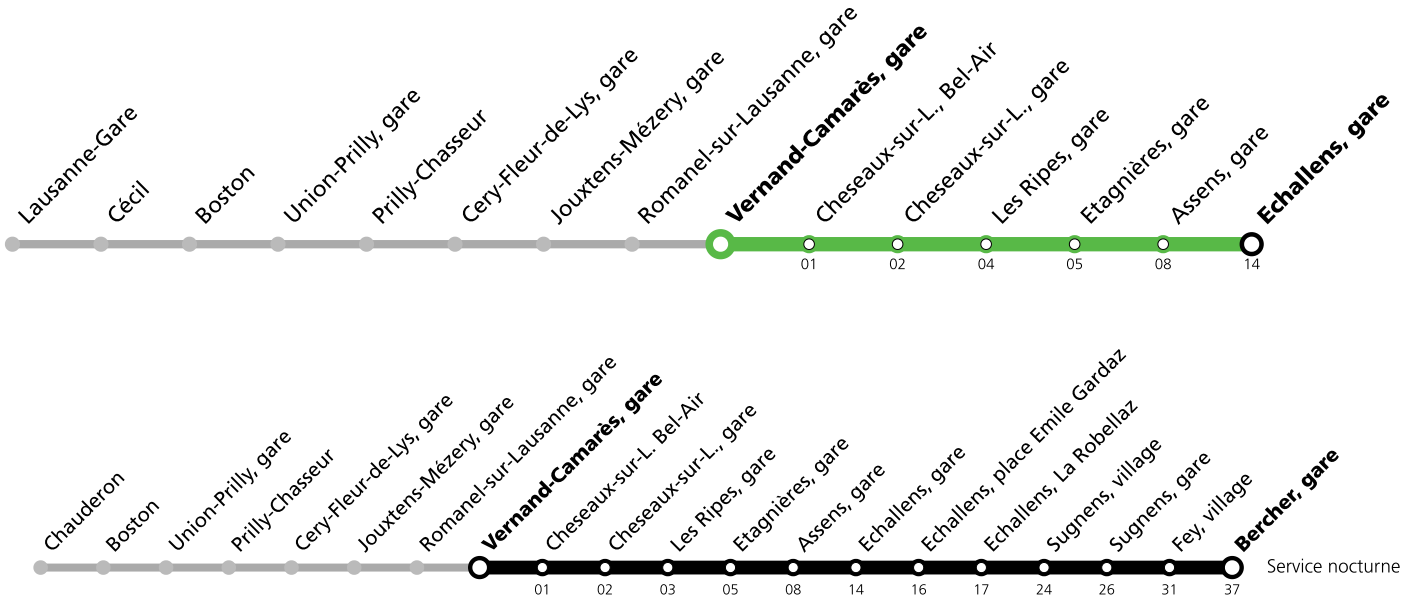 Lausanne-Gare
Cécil
Boston
Union-Prilly, gare
Prilly-Chasseur
Cery-Fleur-de-Lys, gare
Jouxtens-Mézery, gare
Romanel-sur-Lausanne, gare
Vernand-Camarès, gare
Cheseaux-sur-L., Bel-Air
Cheseaux-sur-L., gare
Les Ripes, gare
Etagnières, gare
Assens, gare
Echallens, gare
01
02
04
05
08
14
Chauderon
Boston
Union-Prilly, gare
Prilly-Chasseur
Cery-Fleur-de-Lys, gare
Jouxtens-Mézery, gare
Romanel-sur-Lausanne, gare
Vernand-Camarès, gare
Cheseaux-sur-L. Bel-Air
Cheseaux-sur-L., gare
Les Ripes, gare
Etagnières, gare
Assens, gare
Echallens, gare
Echallens, place Emile Gardaz
Echallens, La Robellaz
Sugnens, village
Sugnens, gare
Fey, village
Bercher, gare
Service nocturne
01
02
03
05
08
14
16
17
24
26
31
37